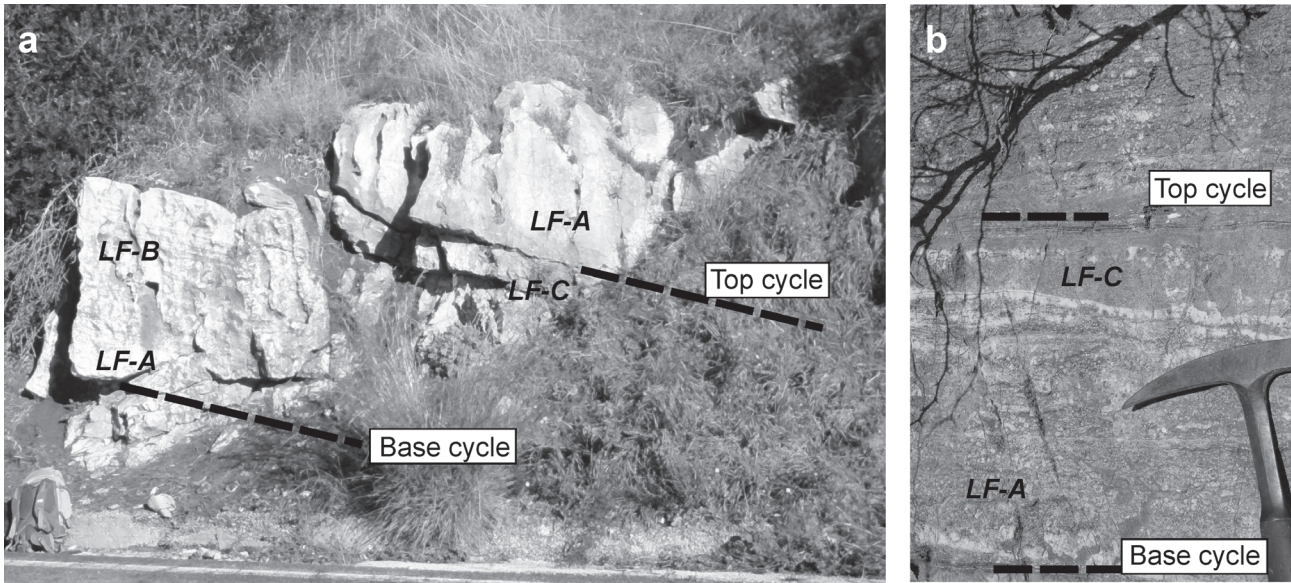 a
LF-B
LF-A
LF-A
LF-C
Top cycle
Base cycle
b
Top cycle
LF-C
LF-A
Base cycle